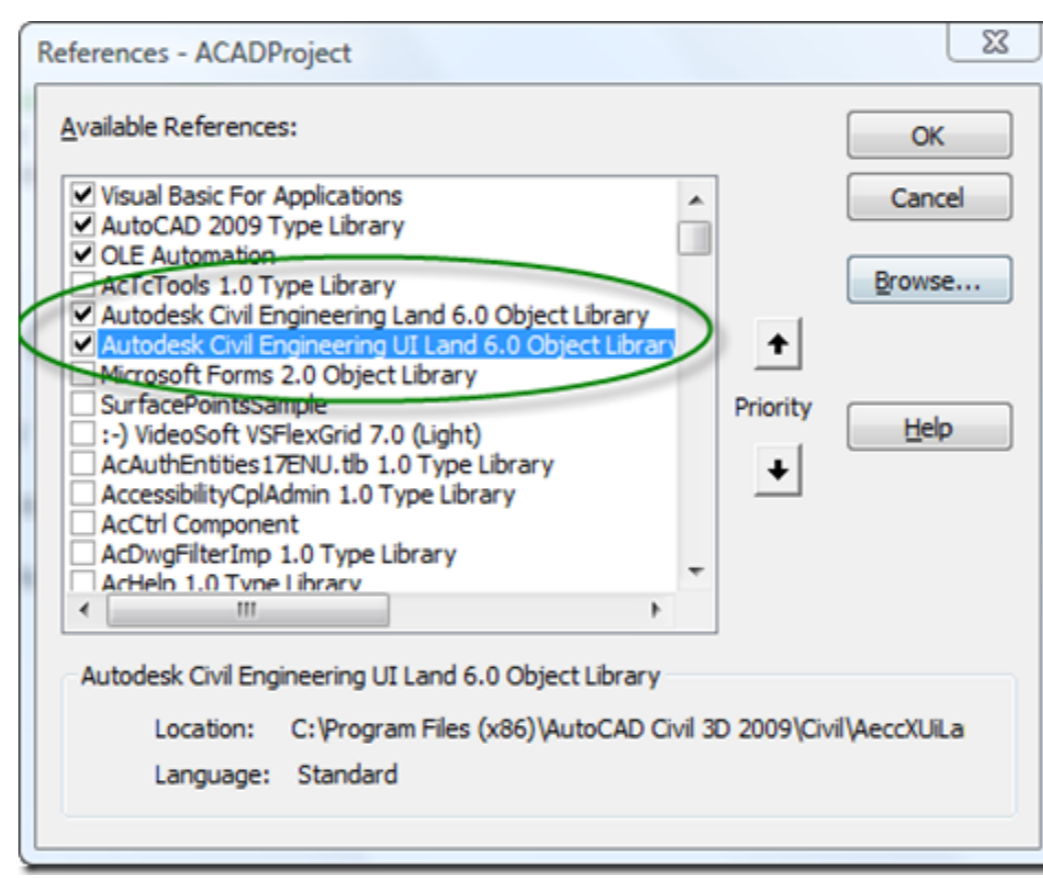 References - ACADProject
Available References:
OK
Visual Basic For Applications
Cancel
AutoCAD 2009 Type Library
OLE Automation
AcTcTools 1.0 Type Library
Browse...
Autodesk Civil Engineering Land 6.0 Object Library
Autodesk Civil Engineering UI Land 6.0 Object Library
Microsoft Forms 2.0 Object Library
SurfacePointsSample
Priority
:-) VideoSoft VSFlexGrid 7.0 (Light)
Help
AcAuthEntities17ENU.tlb 1.0 Type Library
AccessibilityCplAdmin 1.0 Type Library
AcCtrl Component
AcDwgFilterImp 1.0 Type Library
AcHelp 1.0 Type Library
Autodesk Civil Engineering UI Land 6.0 Object Library
Location: C:\Program Files (x86)\AutoCAD Civil 3D 2009\Civil\AeccXUiLa
Language: Standard